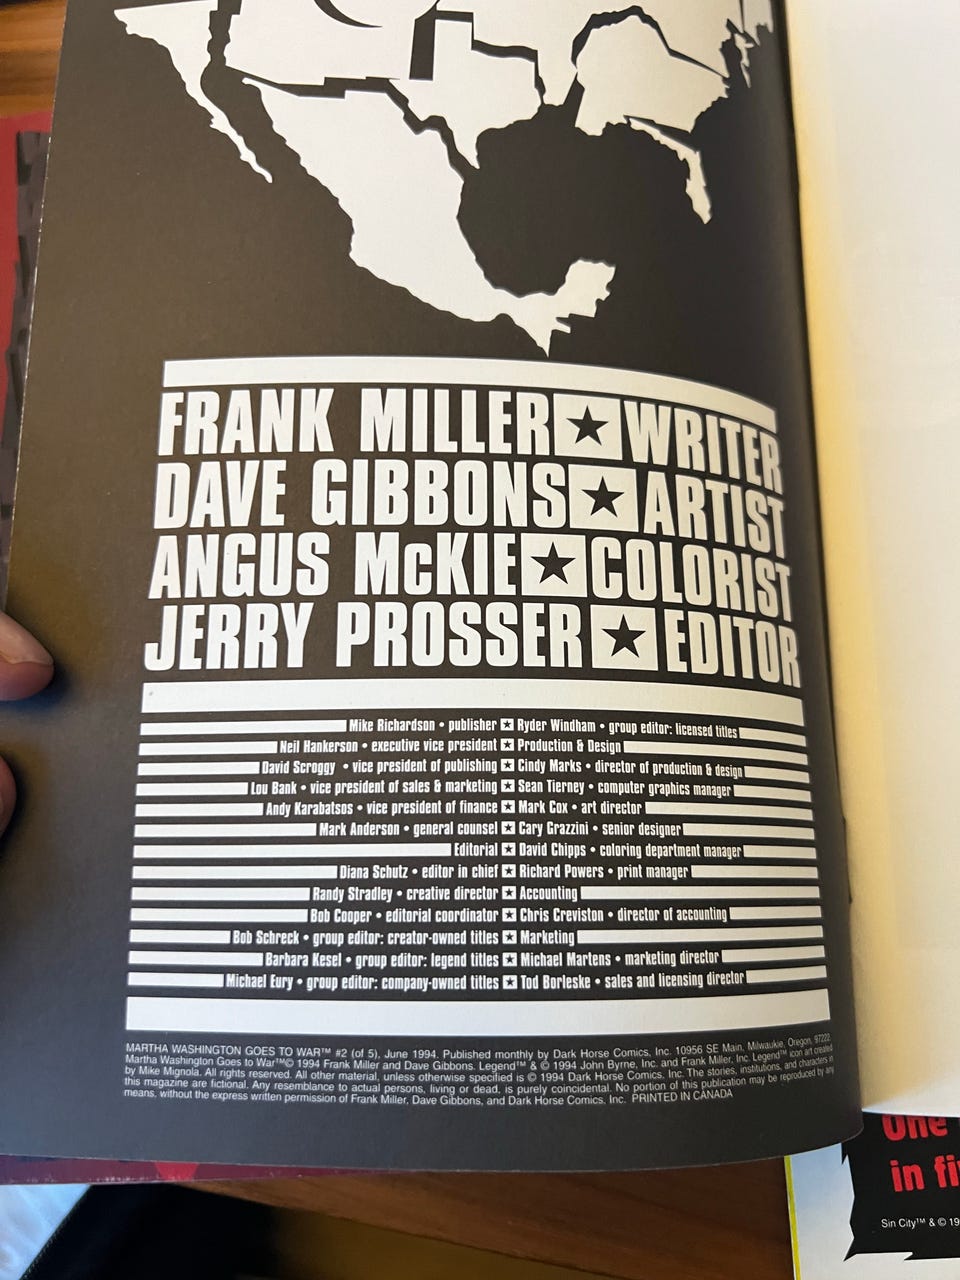 FRANK MILLER ★ WRITER
DAVE GIBBONS ★ ARTIST
ANGUS McKIE ★ COLORIST
JERRY PROSSER ★ EDITOR
Mike Richardson • publisher ★ Ryder Windham • group editor: licensed titles
Neil Hankerson • executive vice president ★ Production & Design
David Scroggy • vice president of publishing ★ Cindy Marks • director of production & design
Lou Bank • vice president of sales & marketing ★ Sean Tierney • computer graphics manager
Andy Karabatsos • vice president of finance ★ Mark Cox • art director
Mark Anderson • general counsel ★ Cary Grazzini • senior designer
Editorial ★ David Chipps • coloring department manager
Diana Schutz • editor in chief ★ Richard Powers • print manager
Randy Stradley • creative director ★ Accounting
Bob Cooper • editorial coordinator ★ Chris Creviston • director of accounting
Bob Schreck • group editor: creator-owned titles ★ Marketing
Barbara Kesel • group editor: legend titles ★ Michael Martens • marketing director
Michael Eury • group editor: company-owned titles ★ Tod Borleske • sales and licensing director
MARTHA WASHINGTON GOES TO WAR™ #2 (of 5), June 1994. Published monthly by Dark Horse Comics, Inc. 10956 SE Main, Milwaukie, Oregon, 97222.
Martha Washington Goes to War™© 1994 Frank Miller and Dave Gibbons. Legend™ & © 1994 John Byrne, Inc. and Frank Miller, Inc. Legend™ icon art created
by Mike Mignola. All rights reserved. All other material, unless otherwise specified is © 1994 Dark Horse Comics, Inc. The stories, institutions, and characters in
this magazine are fictional. Any resemblance to actual persons, living or dead, is purely coincidental. No portion of this publication may be reproduced by any
means, without the express written permission of Frank Miller, Dave Gibbons, and Dark Horse Comics, Inc. PRINTED IN CANADA
One
in fi
Sin City™ & © 19